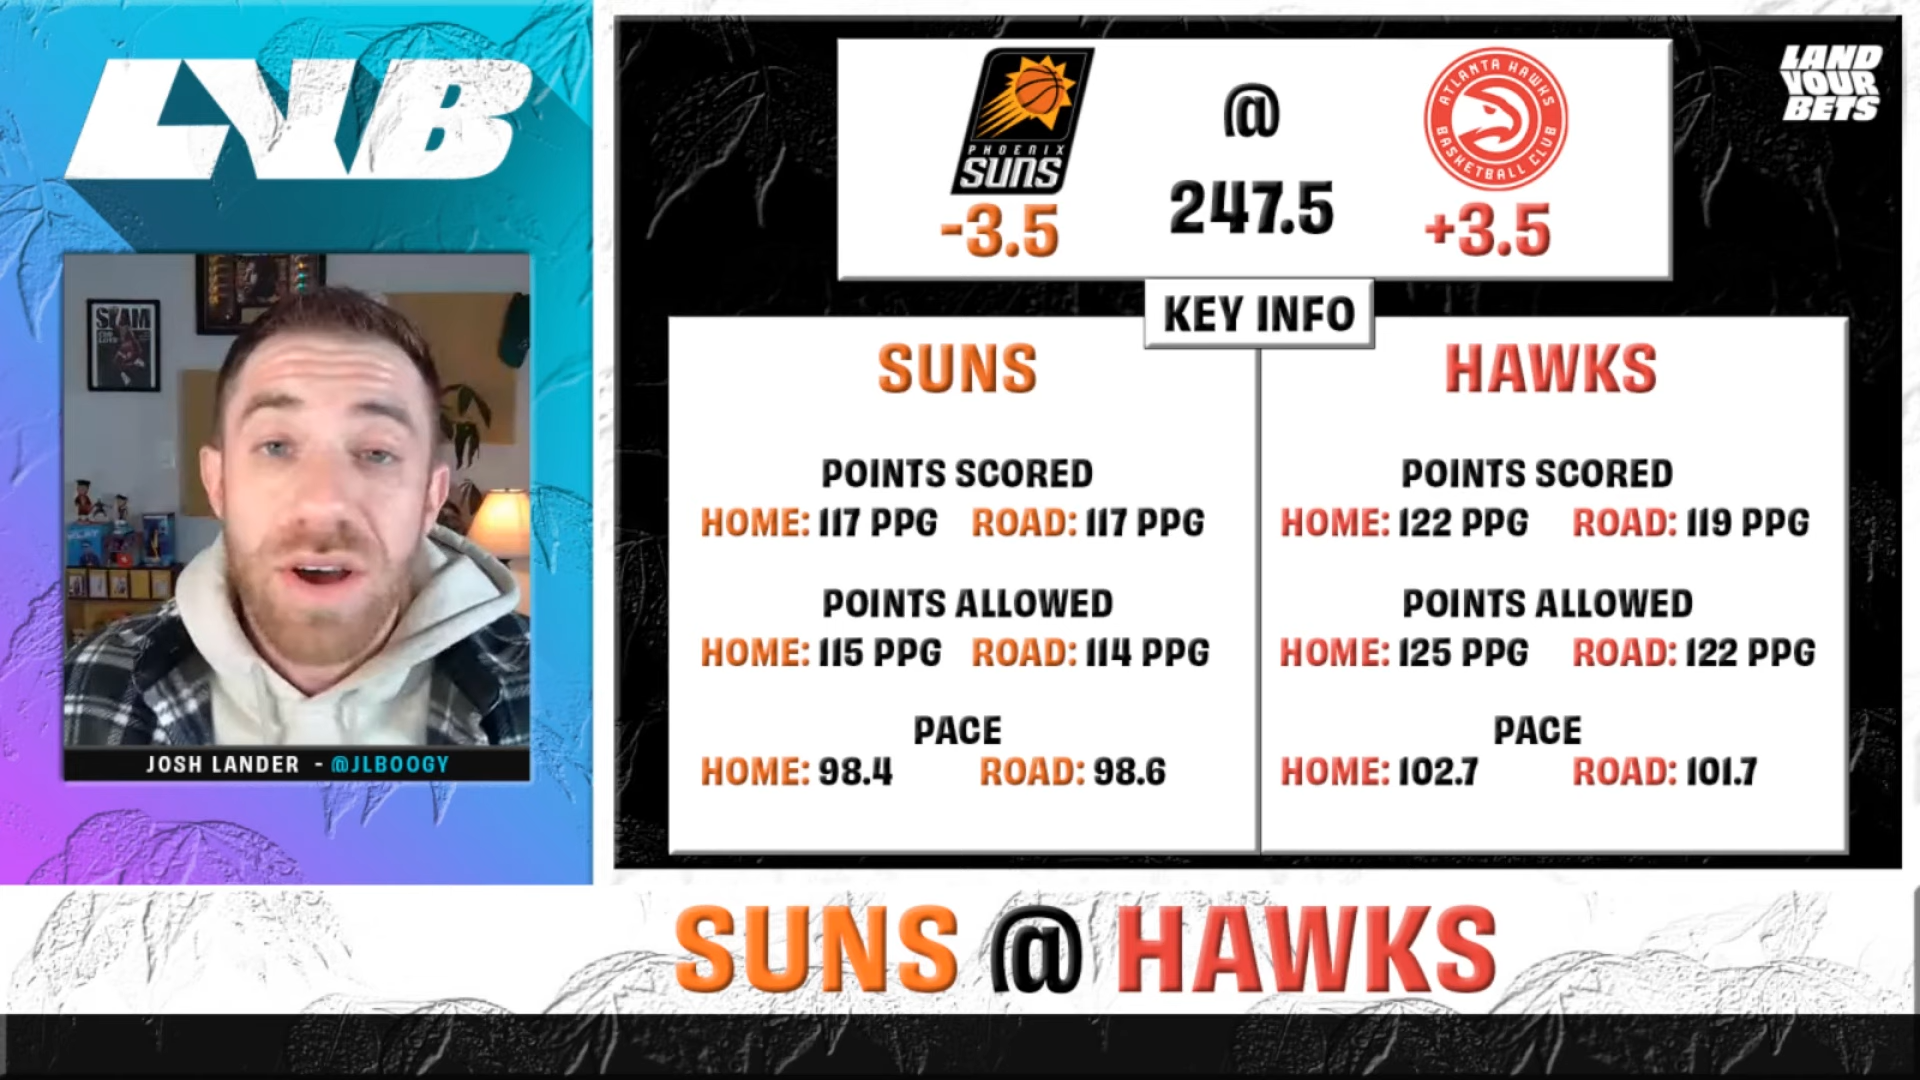 LYB
SLAM
JOSH LANDER - @JLBOOGY
LAND
YOUR
BETS
PHOENIX
SUNS
-3.5
@
247.5
ATLANTA HAWKS
BASKETBALL CLUB
+3.5
KEY INFO
SUNS
POINTS SCORED
HOME: 117 PPG ROAD: 117 PPG
POINTS ALLOWED
HOME: 115 PPG ROAD: 114 PPG
PACE
HOME: 98.4 ROAD: 98.6
HAWKS
POINTS SCORED
HOME: 122 PPG ROAD: 119 PPG
POINTS ALLOWED
HOME: 125 PPG ROAD: 122 PPG
PACE
HOME: 102.7 ROAD: 101.7
SUNS @ HAWKS